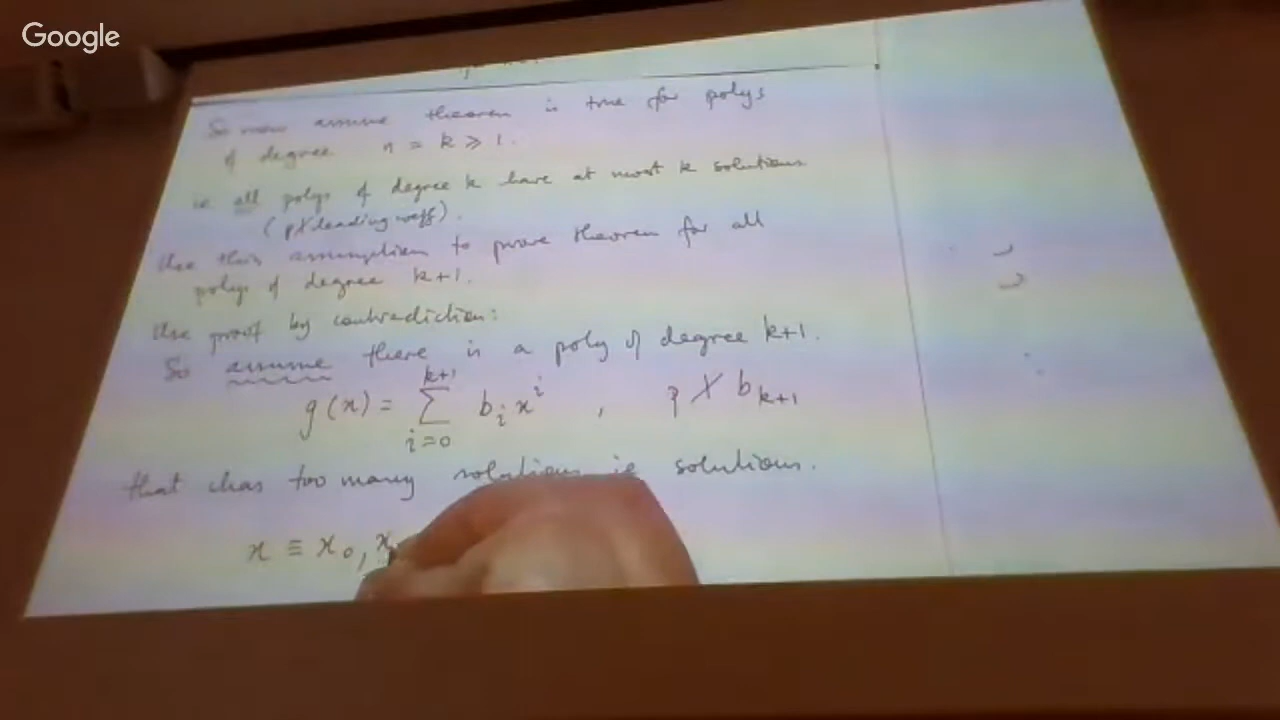 Google
So now assume theorem is true for polys
of degree n = k ⩾ 1.
ie all polys of degree k have at most k solutions
(p∤leading coeff).
Use this assumption to prove theorem for all
polys of degree k+1.
Use proof by contradiction:
So assume there is a poly of degree k+1.
k+1
g(x) = Σ b_i x^i , p ∤ b_{k+1}
i=0
that has too many solutions ie solutions.
x ≡ x_0, x